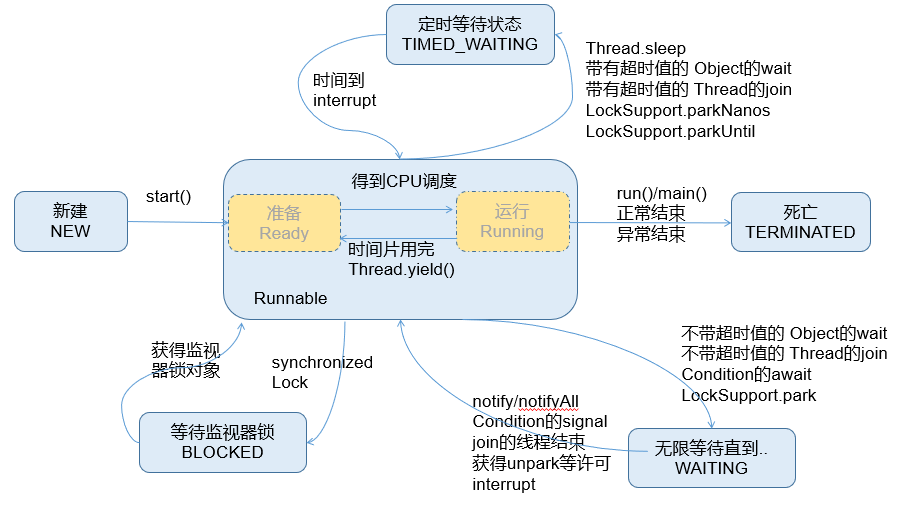 定时等待状态
TIMED_WAITING
Thread.sleep
带有超时值的 Object的wait
带有超时值的 Thread的join
LockSupport.parkNanos
LockSupport.parkUntil
时间到
interrupt
得到CPU调度
新建
NEW
start()
准备
Ready
运行
Running
run()/main()
正常结束
异常结束
死亡
TERMINATED
时间片用完
Thread.yield()
Runnable
获得监视
器锁对象
synchronized
Lock
等待监视器锁
BLOCKED
不带超时值的 Object的wait
不带超时值的 Thread的join
Condition的await
LockSupport.park
notify/notifyAll
Condition的signal
join的线程结束
获得unpark等许可
interrupt
无限等待直到..
WAITING